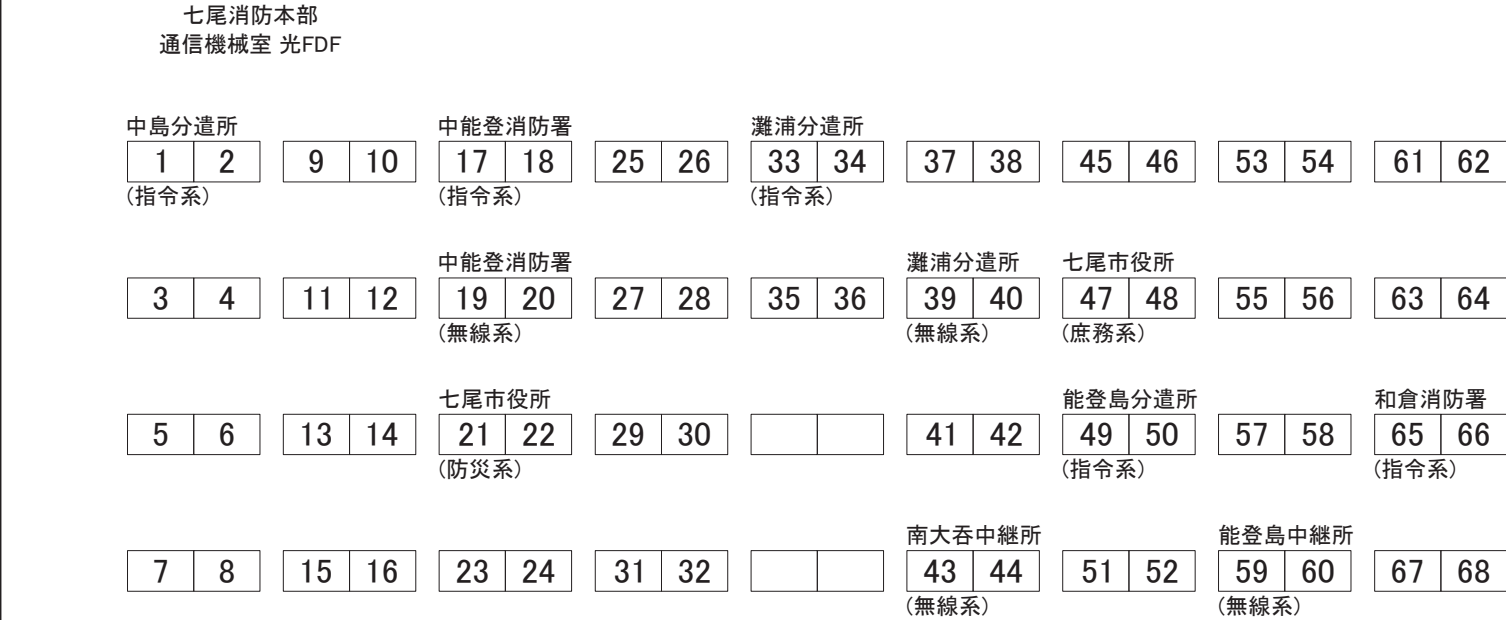 七尾消防本部
通信機械室 光FDF
中島分遣所 中能登消防署 灘浦分遣所
1 2 9 10 17 18 25 26 33 34 37 38 45 46 53 54 61 62
(指令系) (指令系) (指令系)
中能登消防署 灘浦分遣所 七尾市役所
3 4 11 12 19 20 27 28 35 36 39 40 47 48 55 56 63 64
(無線系) (無線系) (庶務系)
七尾市役所 能登島分遣所 和倉消防署
5 6 13 14 21 22 29 30 41 42 49 50 57 58 65 66
(防災系) (指令系) (指令系)
南大呑中継所 能登島中継所
7 8 15 16 23 24 31 32 43 44 51 52 59 60 67 68
(無線系) (無線系)